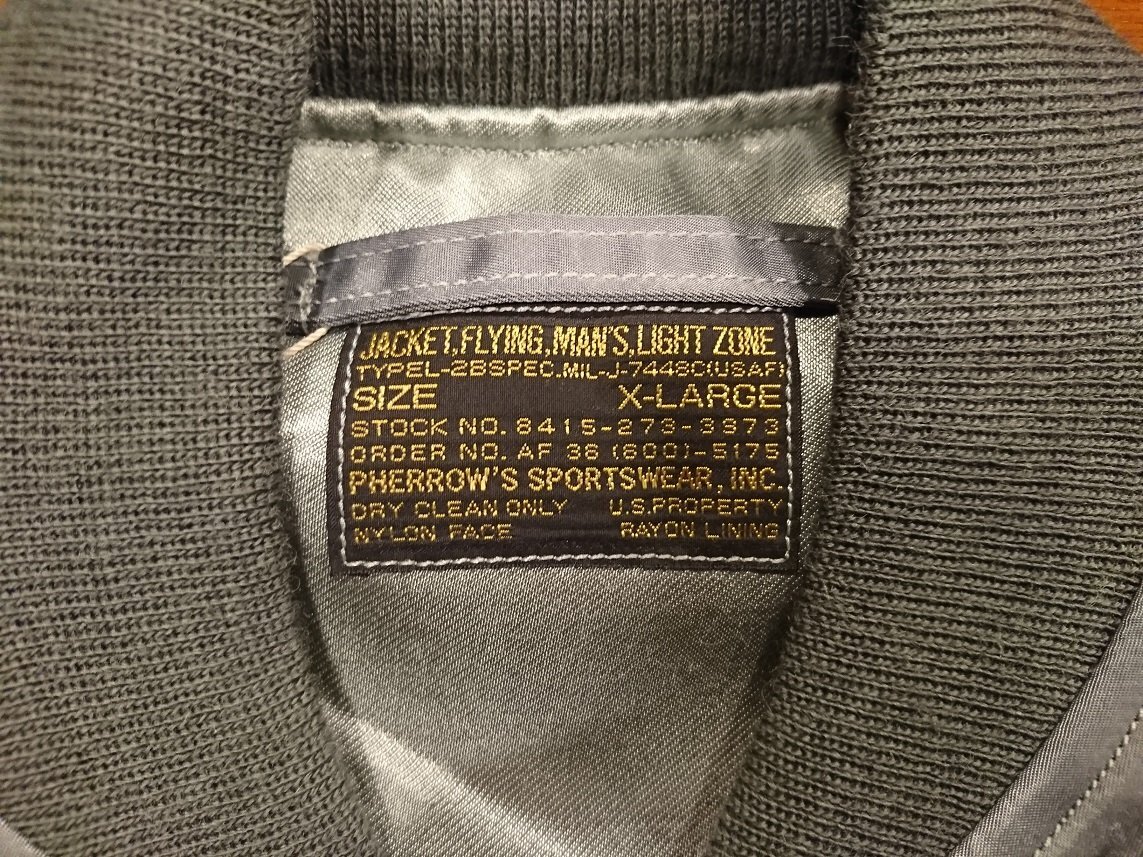 JACKET,FLYING,MAN'S,LIGHT ZONE
TYPEL-2BSPEC.MIL-J-7448C(USAF)
SIZE X-LARGE
STOCK NO. 8415-273-3973
ORDER NO. AF 38 (600)-5175
PHERROW'S SPORTSWEAR, INC.
DRY CLEAN ONLY U.S.PROPERTY
NYLON FACE RAYON LINING